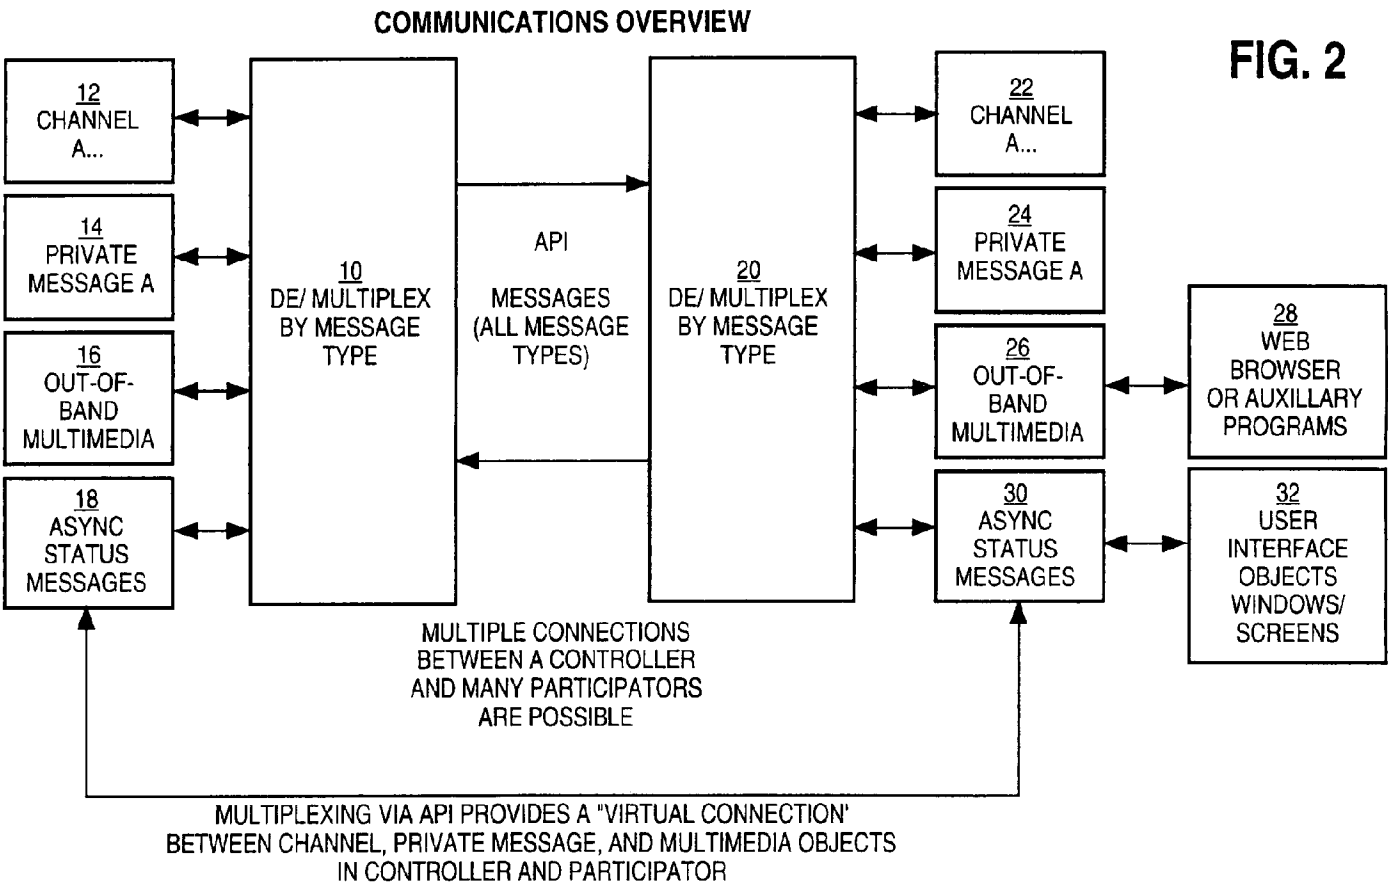 COMMUNICATIONS OVERVIEW
FIG. 2
12
CHANNEL
A...
14
PRIVATE
MESSAGE A
16
OUT-OF-
BAND
MULTIMEDIA
18
ASYNC
STATUS
MESSAGES
10
DE/ MULTIPLEX
BY MESSAGE
TYPE
API
MESSAGES
(ALL MESSAGE
TYPES)
20
DE/ MULTIPLEX
BY MESSAGE
TYPE
22
CHANNEL
A...
24
PRIVATE
MESSAGE A
26
OUT-OF-
BAND
MULTIMEDIA
30
ASYNC
STATUS
MESSAGES
28
WEB
BROWSER
OR AUXILLARY
PROGRAMS
32
USER
INTERFACE
OBJECTS
WINDOWS/
SCREENS
MULTIPLE CONNECTIONS
BETWEEN A CONTROLLER
AND MANY PARTICIPATORS
ARE POSSIBLE
MULTIPLEXING VIA API PROVIDES A "VIRTUAL CONNECTION'
BETWEEN CHANNEL, PRIVATE MESSAGE, AND MULTIMEDIA OBJECTS
IN CONTROLLER AND PARTICIPATOR